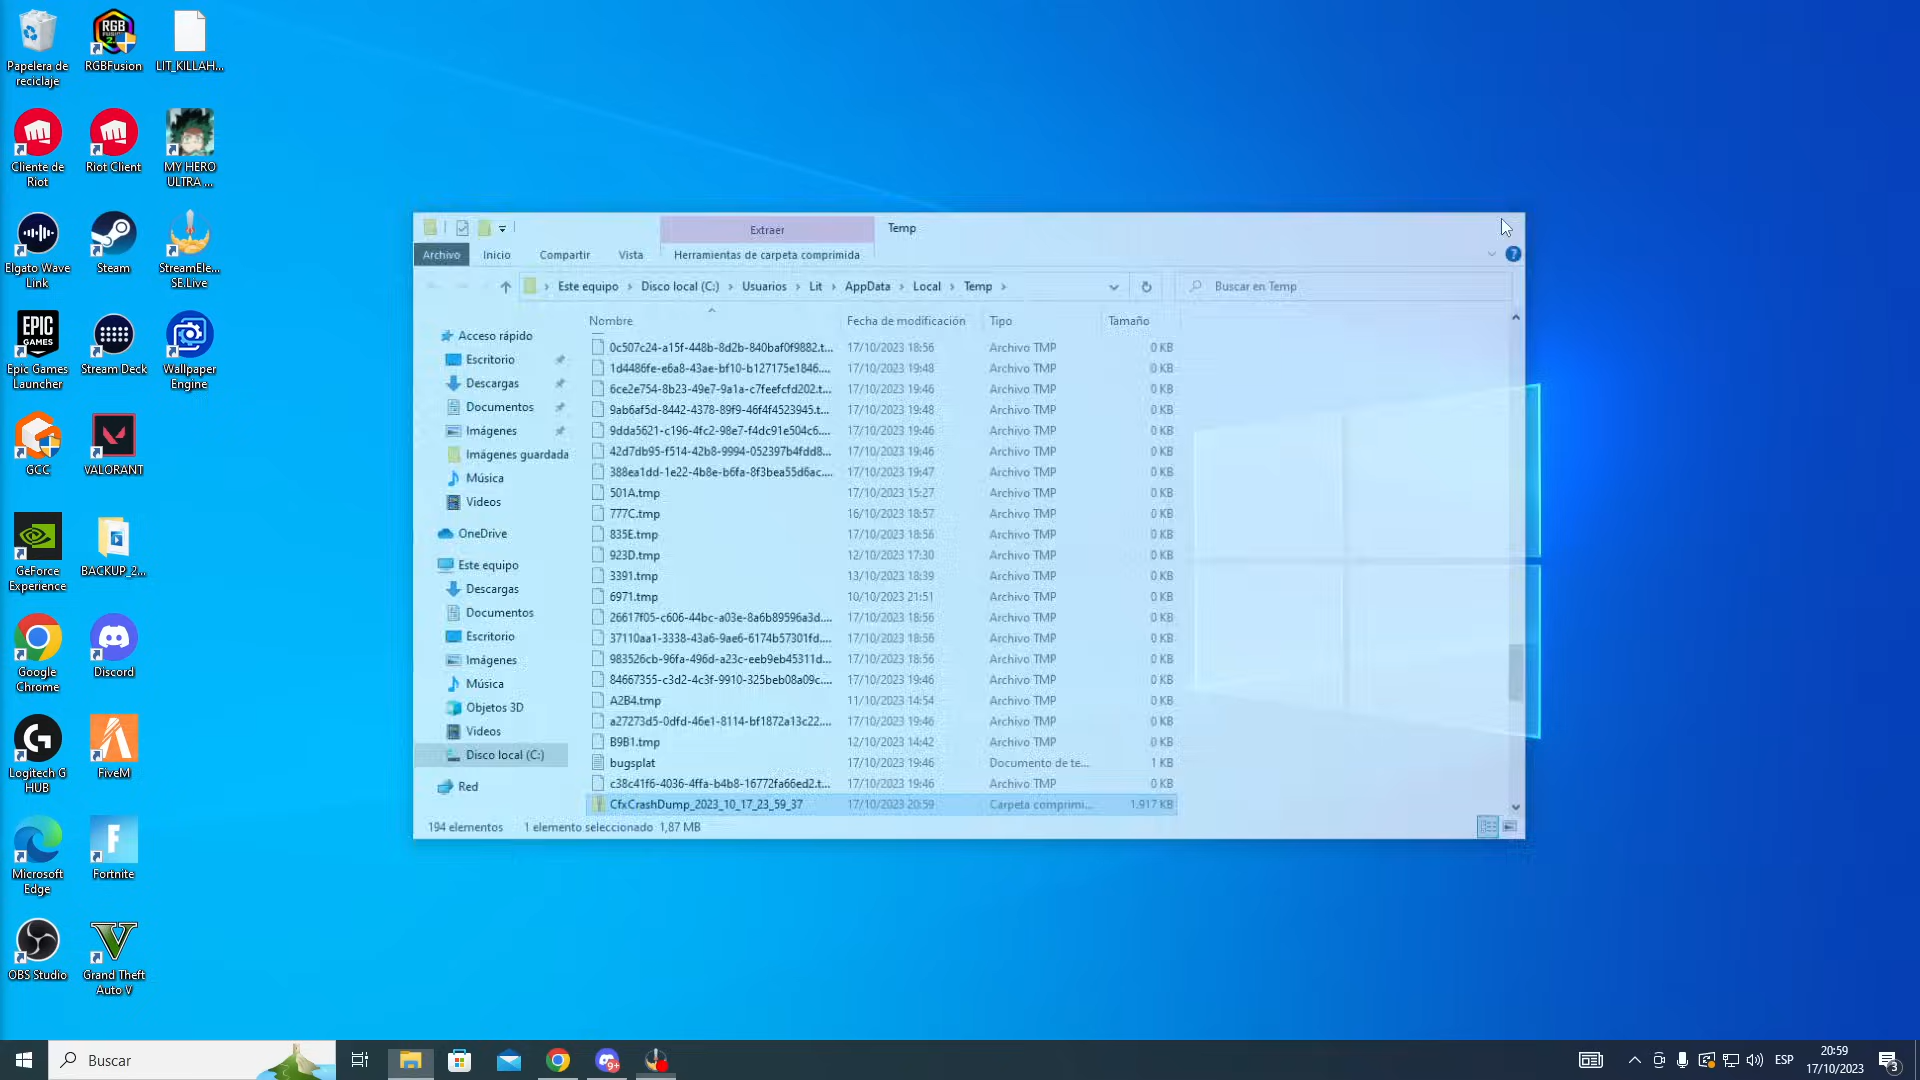 Papelera de
reciclaje
RGBFusion
LIT_KILLAH...
Cliente de
Riot
Riot Client
MY HERO
ULTRA ...
Elgato Wave
Link
Steam
StreamEle...
SE.Live
EPIC
GAMES
Epic Games
Launcher
Stream Deck
Wallpaper
Engine
GCC
VALORANT
GeForce
Experience
BACKUP_2...
Google
Chrome
Discord
Logitech G
HUB
FiveM
Microsoft
Edge
Fortnite
OBS Studio
Grand Theft
Auto V
Extraer
Temp
Archivo
Inicio
Compartir
Vista
Herramientas de carpeta comprimida
Este equipo
Disco local (C:)
Usuarios
Lit
AppData
Local
Temp
Buscar en Temp
Acceso rápido
Escritorio
Descargas
Documentos
Imágenes
Imágenes guardada
Música
Videos
OneDrive
Este equipo
Descargas
Documentos
Escritorio
Imágenes
Música
Objetos 3D
Videos
Disco local (C:)
Red
Nombre Fecha de modificación Tipo Tamaño
0c507c24-a15f-448b-8d2b-840baf0f9882.t... 17/10/2023 18:56 Archivo TMP 0 KB
1d4486fe-e6a8-43ae-bf10-b127175e1846.... 17/10/2023 19:48 Archivo TMP 0 KB
6ce2e754-8b23-49e7-9a1a-c7feefcfd202.t... 17/10/2023 19:46 Archivo TMP 0 KB
9ab6af5d-8442-4378-89f9-46f4f4523945.t... 17/10/2023 19:48 Archivo TMP 0 KB
9dda5621-c196-4fc2-98e7-f4dc91e504c6.... 17/10/2023 19:46 Archivo TMP 0 KB
42d7db95-f514-42b8-9994-052397b4fdd8... 17/10/2023 19:46 Archivo TMP 0 KB
388ea1dd-1e22-4b8e-b6fa-8f3bea55d6ac.... 17/10/2023 19:47 Archivo TMP 0 KB
501A.tmp 17/10/2023 15:27 Archivo TMP 0 KB
777C.tmp 16/10/2023 18:57 Archivo TMP 0 KB
835E.tmp 17/10/2023 18:56 Archivo TMP 0 KB
923D.tmp 12/10/2023 17:30 Archivo TMP 0 KB
3391.tmp 13/10/2023 18:39 Archivo TMP 0 KB
6971.tmp 10/10/2023 21:51 Archivo TMP 0 KB
26617f05-c606-44bc-a03e-8a6b89596a3d.... 17/10/2023 18:56 Archivo TMP 0 KB
37110aa1-3338-43a6-9ae6-6174b57301fd.... 17/10/2023 18:56 Archivo TMP 0 KB
983526cb-96fa-496d-a23c-eeb9eb45311d... 17/10/2023 18:56 Archivo TMP 0 KB
84667355-c3d2-4c3f-9910-325beb08a09c.... 17/10/2023 19:46 Archivo TMP 0 KB
A2B4.tmp 11/10/2023 14:54 Archivo TMP 0 KB
a27273d5-0dfd-46e1-8114-bf1872a13c22.... 17/10/2023 19:46 Archivo TMP 0 KB
B9B1.tmp 12/10/2023 14:42 Archivo TMP 0 KB
bugsplat 17/10/2023 19:46 Documento de te... 1 KB
c38c41f6-4036-4ffa-b4b8-16772fa66ed2.t... 17/10/2023 19:46 Archivo TMP 0 KB
CfxCrashDump_2023_10_17_23_59_37 17/10/2023 20:59 Carpeta comprimi... 1.917 KB
194 elementos 1 elemento seleccionado 1,87 MB
Buscar
9+
ESP
20:59
17/10/2023
3